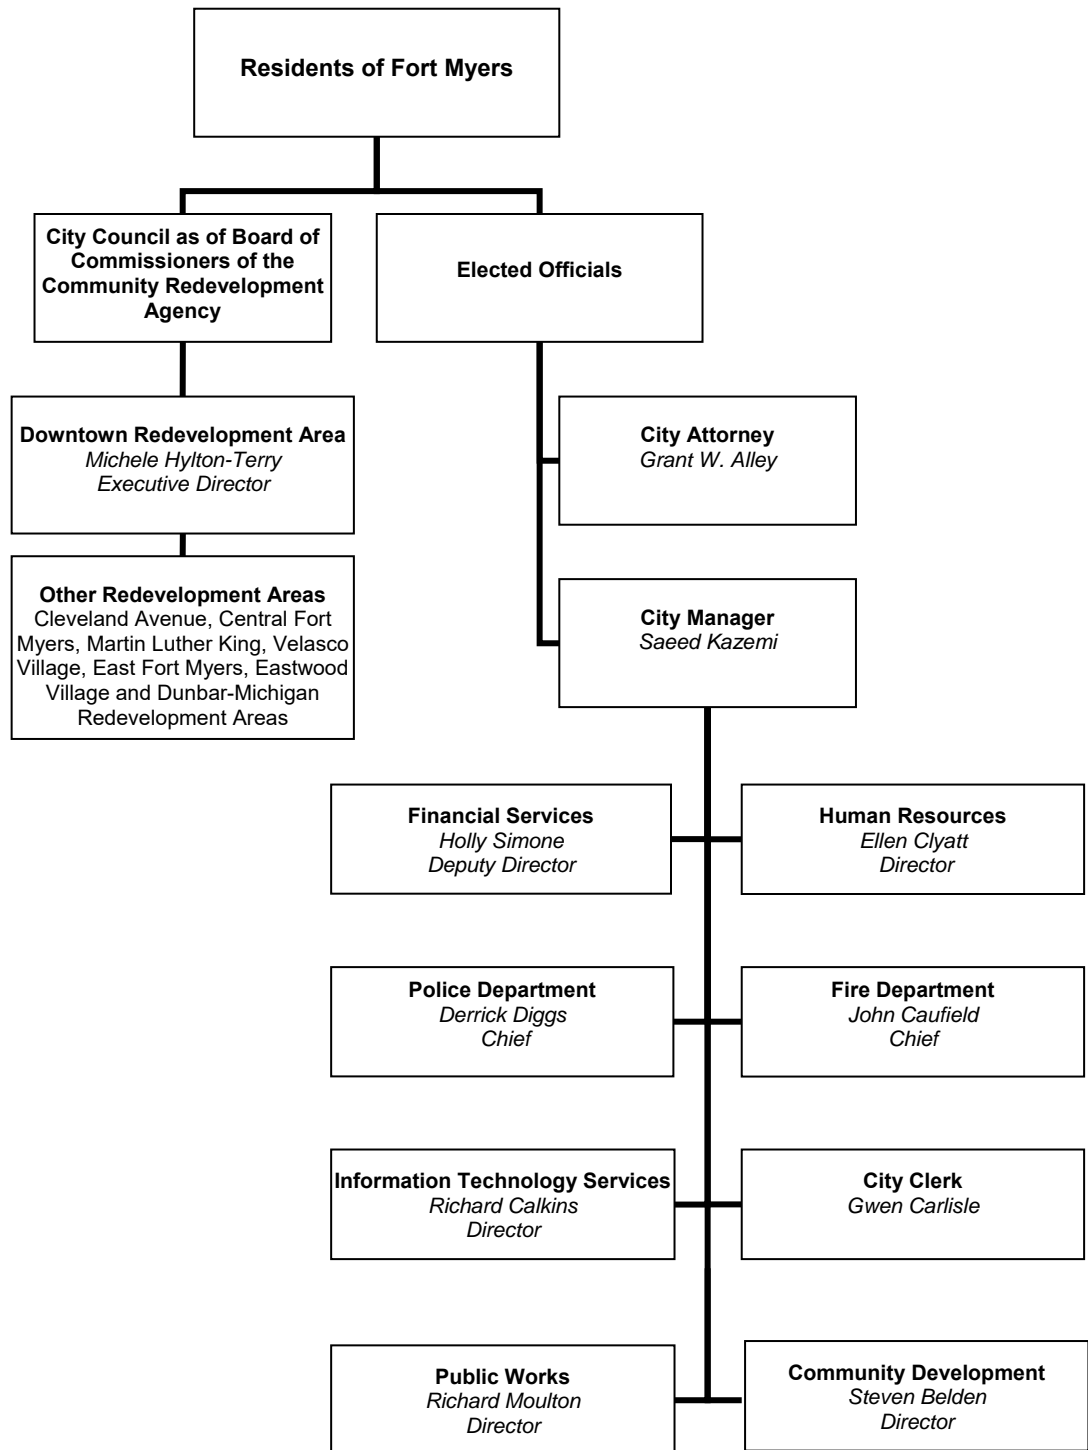 Residents of Fort Myers
City Council as of Board of
Commissioners of the
Community Redevelopment
Agency
Elected Officials
Downtown Redevelopment Area
Michele Hylton-Terry
Executive Director
City Attorney
Grant W. Alley
Other Redevelopment Areas
Cleveland Avenue, Central Fort
Myers, Martin Luther King, Velasco
Village, East Fort Myers, Eastwood
Village and Dunbar-Michigan
Redevelopment Areas
City Manager
Saeed Kazemi
Financial Services
Holly Simone
Deputy Director
Human Resources
Ellen Clyatt
Director
Police Department
Derrick Diggs
Chief
Fire Department
John Caufield
Chief
Information Technology Services
Richard Calkins
Director
City Clerk
Gwen Carlisle
Public Works
Richard Moulton
Director
Community Development
Steven Belden
Director